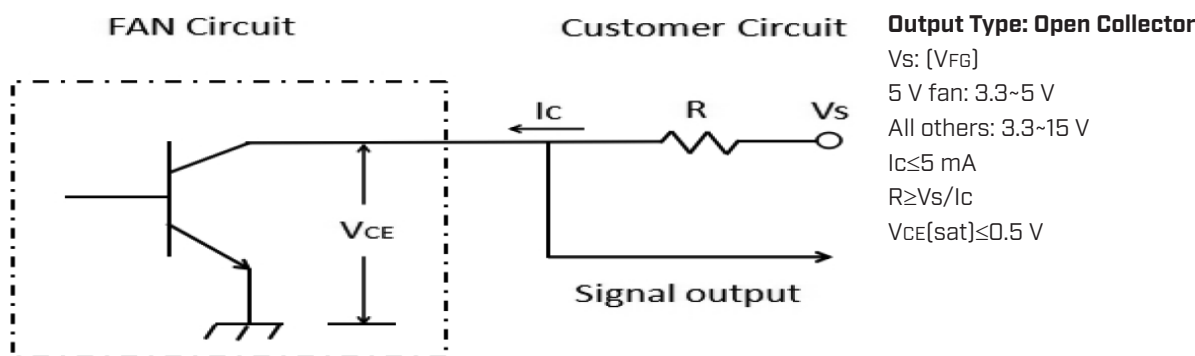 FAN Circuit
Customer Circuit
Ic
R
Vs
VCE
Signal output
Output Type: Open Collector
Vs: (VFG)
5 V fan: 3.3~5 V
All others: 3.3~15 V
Ic≤5 mA
R≥Vs/Ic
VCE(sat)≤0.5 V